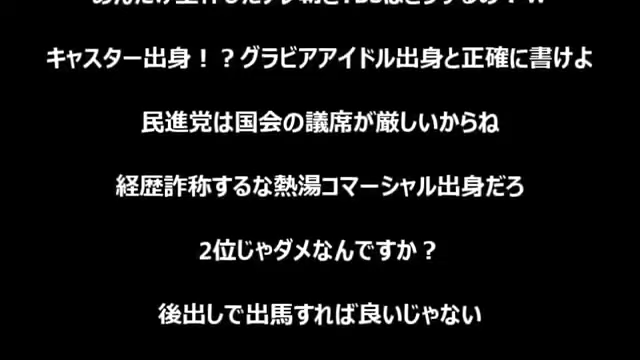 キャスター出身！？グラビアアイドル出身と正確に書けよ
民進党は国会の議席が厳しいからね
経歴詐称するな熱湯コマーシャル出身だろ
2位じゃダメなんですか？
後出しで出馬すれば良いじゃない